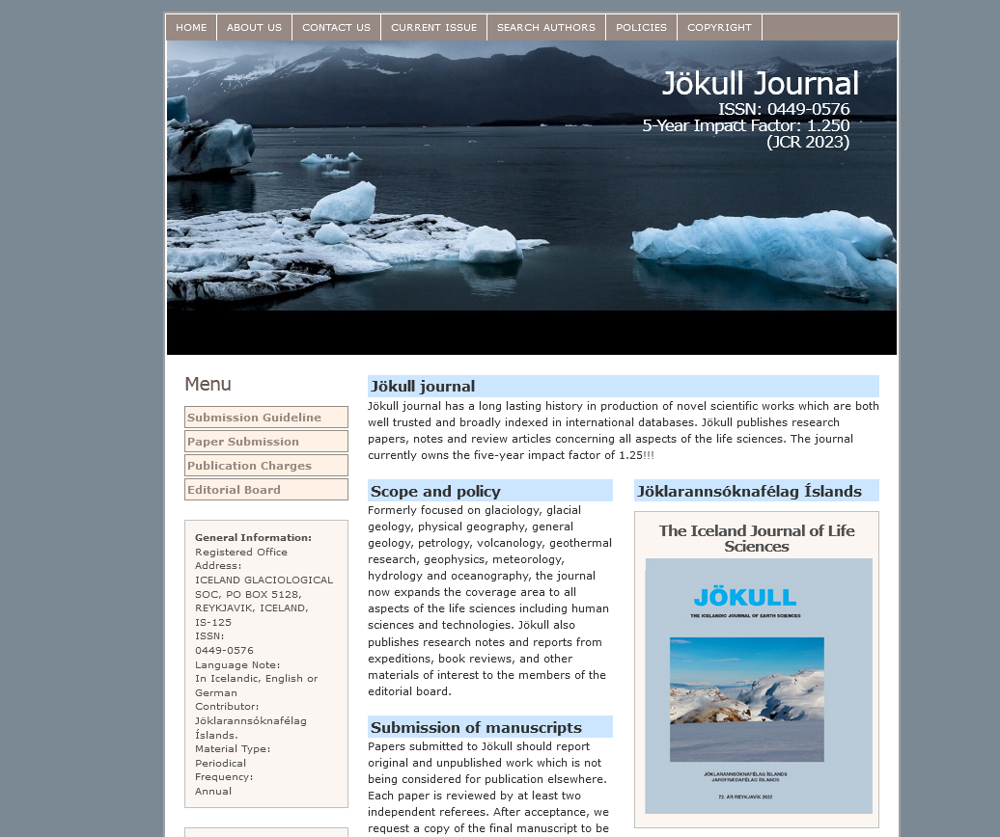 HOME
ABOUT US
CONTACT US
CURRENT ISSUE
SEARCH AUTHORS
POLICIES
COPYRIGHT
Jökull Journal
ISSN: 0449-0576
5-Year Impact Factor: 1.250
(JCR 2023)
Menu
Submission Guideline
Paper Submission
Publication Charges
Editorial Board
General Information:
Registered Office
Address:
ICELAND GLACIOLOGICAL
SOC, PO BOX 5128,
REYKJAVIK, ICELAND,
IS-125
ISSN:
0449-0576
Language Note:
In Icelandic, English or
German
Contributor:
Jöklarannsóknafélag
Íslands.
Material Type:
Periodical
Frequency:
Annual
Jökull journal
Jökull journal has a long lasting history in production of novel scientific works which are both
well trusted and broadly indexed in international databases. Jökull publishes research
papers, notes and review articles concerning all aspects of the life sciences. The journal
currently owns the five-year impact factor of 1.25!!!
Scope and policy
Formerly focused on glaciology, glacial
geology, physical geography, general
geology, petrology, volcanology, geothermal
research, geophysics, meteorology,
hydrology and oceanography, the journal
now expands the coverage area to all
aspects of the life sciences including human
sciences and technologies. Jökull also
publishes research notes and reports from
expeditions, book reviews, and other
materials of interest to the members of the
editorial board.
Submission of manuscripts
Papers submitted to Jökull should report
original and unpublished work which is not
being considered for publication elsewhere.
Each paper is reviewed by at least two
independent referees. After acceptance, we
request a copy of the final manuscript to be
Jöklarannsóknafélag Íslands
The Iceland Journal of Life
Sciences
JÖKULL
THE ICELANDIC JOURNAL OF EARTH SCIENCES
JÖKLARANNSÓKNAFÉLAG ÍSLANDS
JARÐFRÆÐAFÉLAG ÍSLANDS
72. ÁR REYKJAVÍK 2022